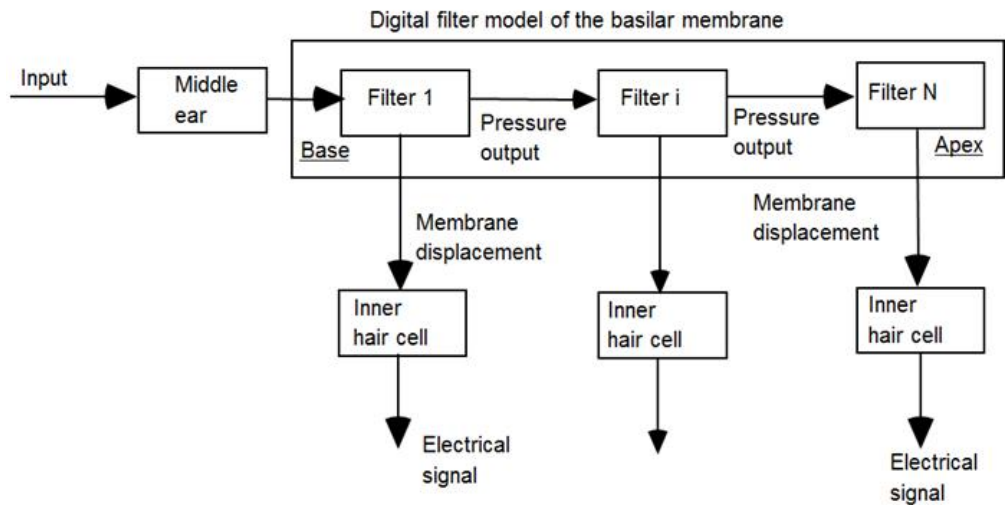 Digital filter model of the basilar membrane
Input
Middle
ear
Filter 1
Filter i
Filter N
Base
Pressure
output
Pressure
output
Apex
Membrane
displacement
Membrane
displacement
Inner
hair cell
Inner
hair cell
Inner
hair cell
Electrical
signal
Electrical
signal